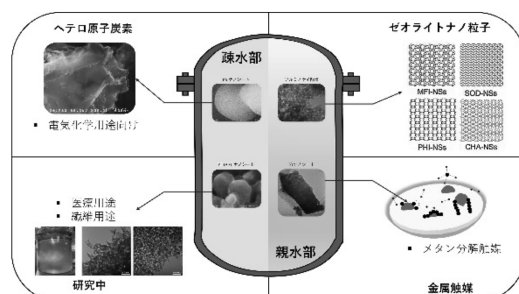 ヘテロ原子炭素
ゼオライトナノ粒子
疎水部
MFI-NSs
SOD-NSs
PHI-NSs
CHA-NSs
▪ 電気化学用途向け
▪ 医療用途
▪ 繊維用途
研究中
親水部
▪ メタン分解触媒
金属触媒